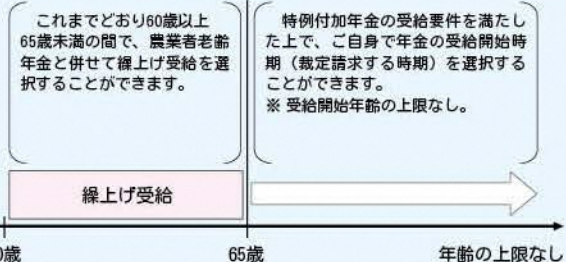 これまでどおり60歳以上
65歳未満の間で、農業者老齢
年金と併せて繰上げ受給を選
択することができます。
特例付加年金の受給要件を満たし
た上で、ご自身で年金の受給開始時
期（裁定請求する時期）を選択する
ことができます。
※ 受給開始年齢の上限なし。
繰上げ受給
0歳
65歳
年齢の上限なし